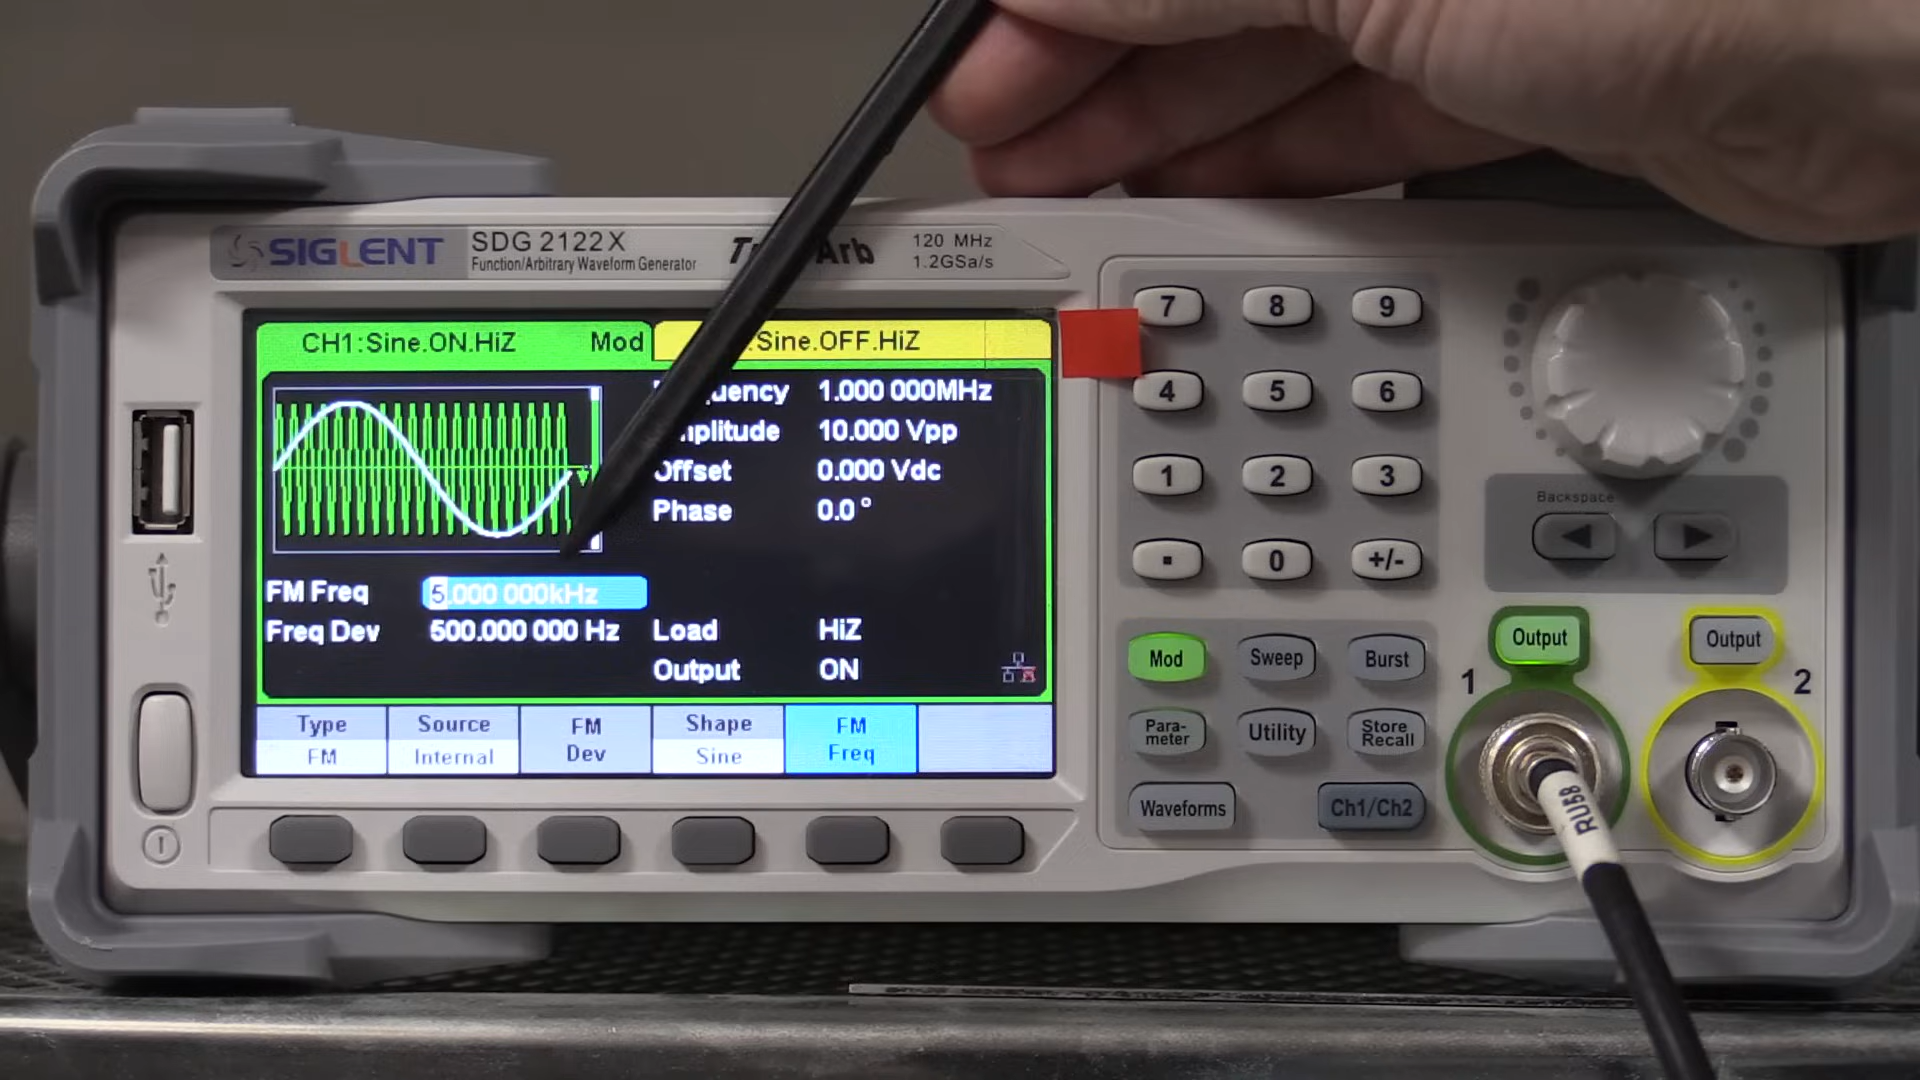 SIGLENT
SDG 2122X
Function/Arbitrary Waveform Generator
120 MHz
1.2GSa/s
CH1:Sine.ON.HiZ Mod
Sine.OFF.HiZ
1.000 000MHz
10.000 Vpp
Offset 0.000 Vdc
Phase 0.0 °
FM Freq 5.000 000kHz
Freq Dev 500.000 000 Hz
Load HiZ
Output ON
Type
FM
Source
Internal
FM
Dev
Shape
Sine
FM
Freq
7 8 9
4 5 6
1 2 3
. 0 +/-
Mod Sweep Burst
Para-
meter
Utility
Store
Recall
Waveforms Ch1/Ch2
Backspace
Output
1
Output
2
RU58